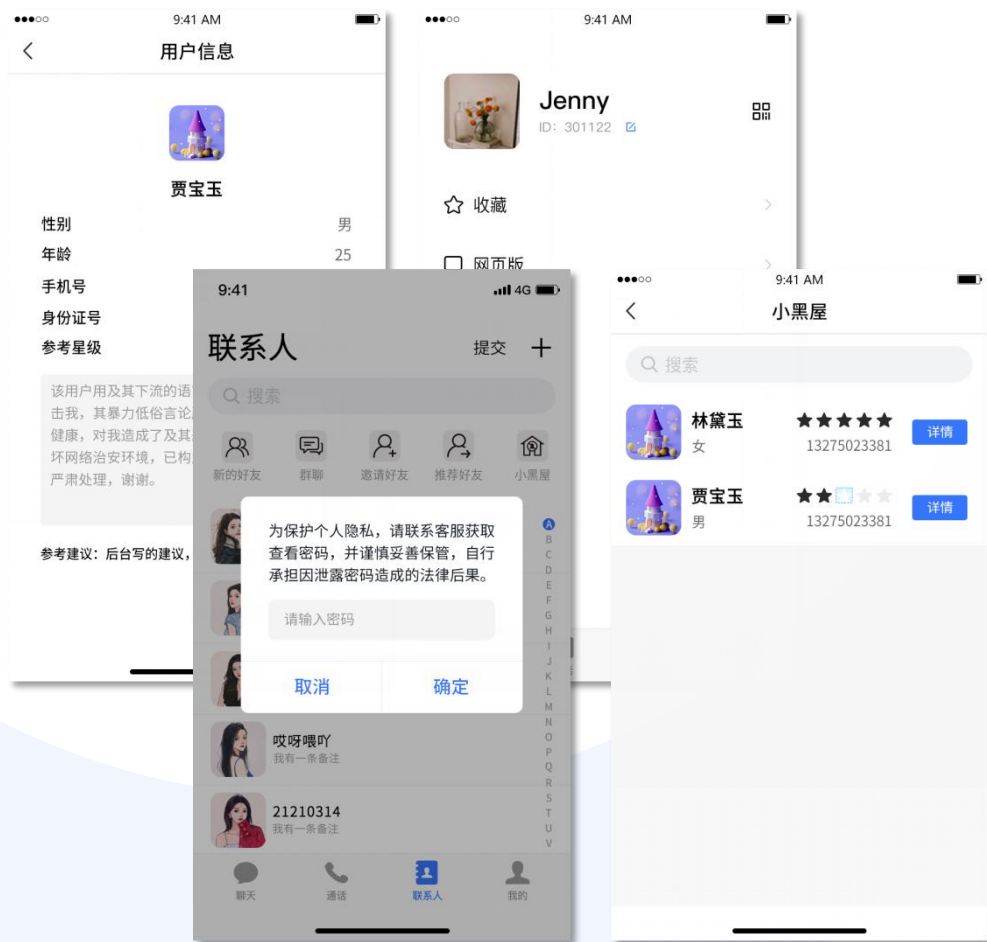 9:41 AM
用户信息
贾宝玉
性别
男
年龄
25
手机号
身份证号
参考星级
该用户用及其下流的语
击我，其暴力低俗言论
健康，对我造成了及其
坏网络治安环境，已构
严肃处理，谢谢。
参考建议：后台写的建议，
9:41 AM
Jenny
ID: 301122
收藏
网页版
9:41
4G
联系人
提交
搜索
新的好友
群聊
邀请好友
推荐好友
小黑屋
为保护个人隐私，请联系客服获取
查看密码，并谨慎妥善保管，自行
承担因泄露密码造成的法律后果。
请输入密码
取消
确定
哎呀喂吖
我有一条备注
21210314
我有一条备注
A
B
C
D
E
F
G
H
I
J
K
L
M
N
O
P
Q
R
S
T
U
V
聊天
通话
联系人
我的
9:41 AM
小黑屋
搜索
林黛玉
女
13275023381
详情
贾宝玉
男
13275023381
详情